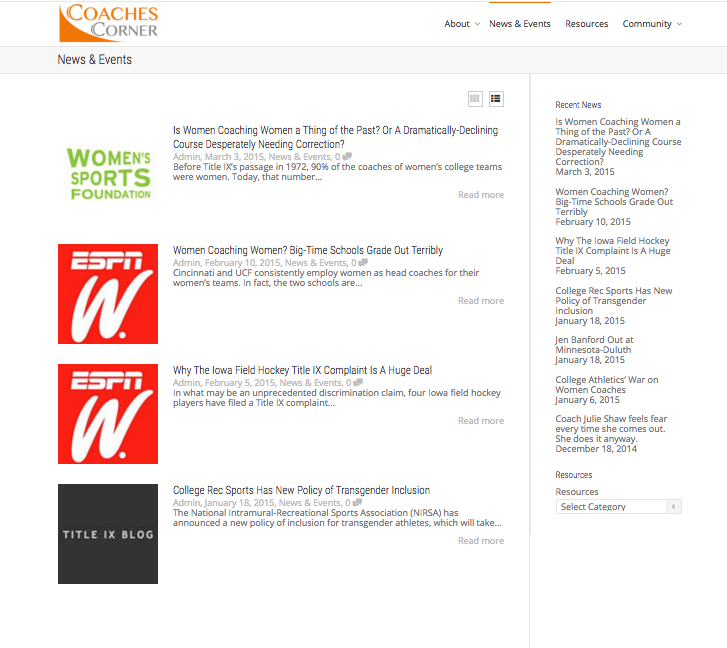 COACHES
CORNER
About
News & Events
Resources
Community
News & Events
Is Women Coaching Women a Thing of the Past? Or A Dramatically-Declining
Course Desperately Needing Correction?
Admin, March 3, 2015, News & Events, 0
Before Title IX's passage in 1972, 90% of the coaches of women's college teams
were women. Today, that number...
Read more
WOMEN'S
SPORTS
FOUNDATION
Women Coaching Women? Big-Time Schools Grade Out Terribly
Admin, February 10, 2015, News & Events, 0
Cincinnati and UCF consistently employ women as head coaches for their
women's teams. In fact, the two schools are...
Read more
ESPN
W.
Why The Iowa Field Hockey Title IX Complaint Is A Huge Deal
Admin, February 5, 2015, News & Events, 0
In what may be an unprecedented discrimination claim, four Iowa field hockey
players have filed a Title IX complaint...
Read more
ESPN
W.
College Rec Sports Has New Policy of Transgender Inclusion
Admin, January 18, 2015, News & Events, 0
The National Intramural-Recreational Sports Association (NIRSA) has
announced a new policy of inclusion for transgender athletes, which will take...
Read more
TITLE IX BLOG
Recent News
Is Women Coaching Women a
Thing of the Past? Or A
Dramatically-Declining Course
Desperately Needing
Correction?
March 3, 2015
Women Coaching Women?
Big-Time Schools Grade Out
Terribly
February 10, 2015
Why The Iowa Field Hockey
Title IX Complaint Is A Huge
Deal
February 5, 2015
College Rec Sports Has New
Policy of Transgender
Inclusion
January 18, 2015
Jen Banford Out at
Minnesota-Duluth
January 18, 2015
College Athletics' War on
Women Coaches
January 6, 2015
Coach Julie Shaw feels fear
every time she comes out.
She does it anyway.
December 18, 2014
Resources
Resources
Select Category